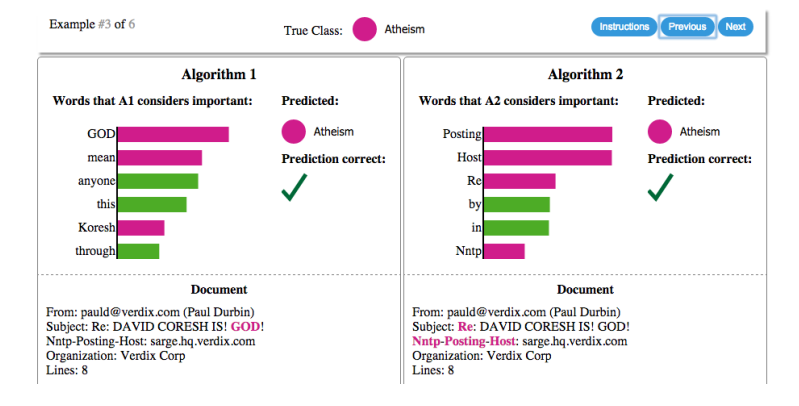 Example #3 of 6
True Class: Atheism
Instructions Previous Next
Algorithm 1
Words that A1 considers important: Predicted:
GOD
mean
anyone
this
Koresh
through
Atheism
Prediction correct:
Document
From: pauld@verdix.com (Paul Durbin)
Subject: Re: DAVID CORESH IS! GOD!
Nntp-Posting-Host: sarge.hq.verdix.com
Organization: Verdix Corp
Lines: 8
Algorithm 2
Words that A2 considers important: Predicted:
Posting
Host
Re
by
in
Nntp
Atheism
Prediction correct:
Document
From: pauld@verdix.com (Paul Durbin)
Subject: Re: DAVID CORESH IS! GOD!
Nntp-Posting-Host: sarge.hq.verdix.com
Organization: Verdix Corp
Lines: 8